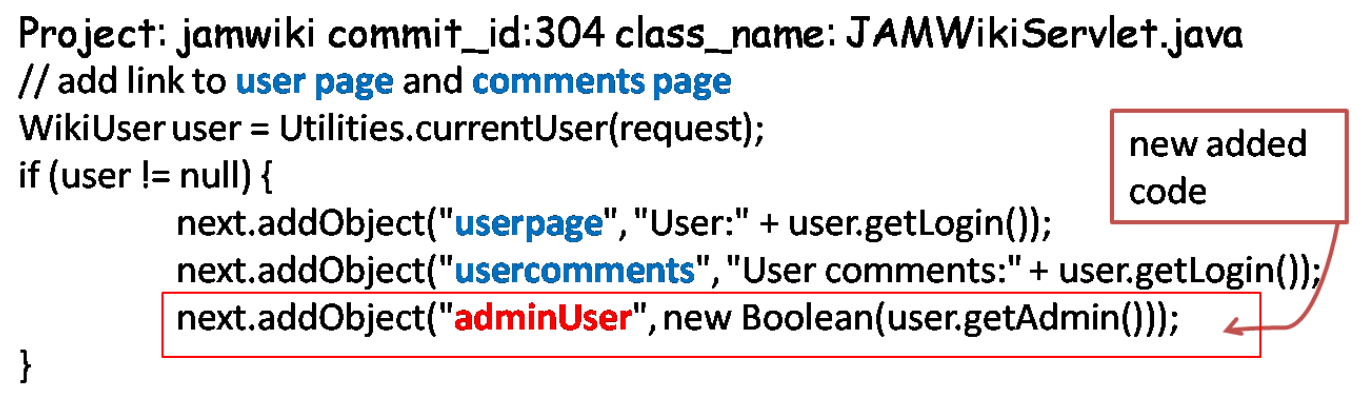 Project: jamwiki commit_id:304 class_name: JAMWikiServlet.java
// add link to user page and comments page
WikiUser user = Utilities.currentUser(request);
if (user != null) {
next.addObject("userpage", "User:" + user.getLogin());
next.addObject("usercomments", "User comments:" + user.getLogin());
next.addObject("adminUser", new Boolean(user.getAdmin()));
}
new added
code